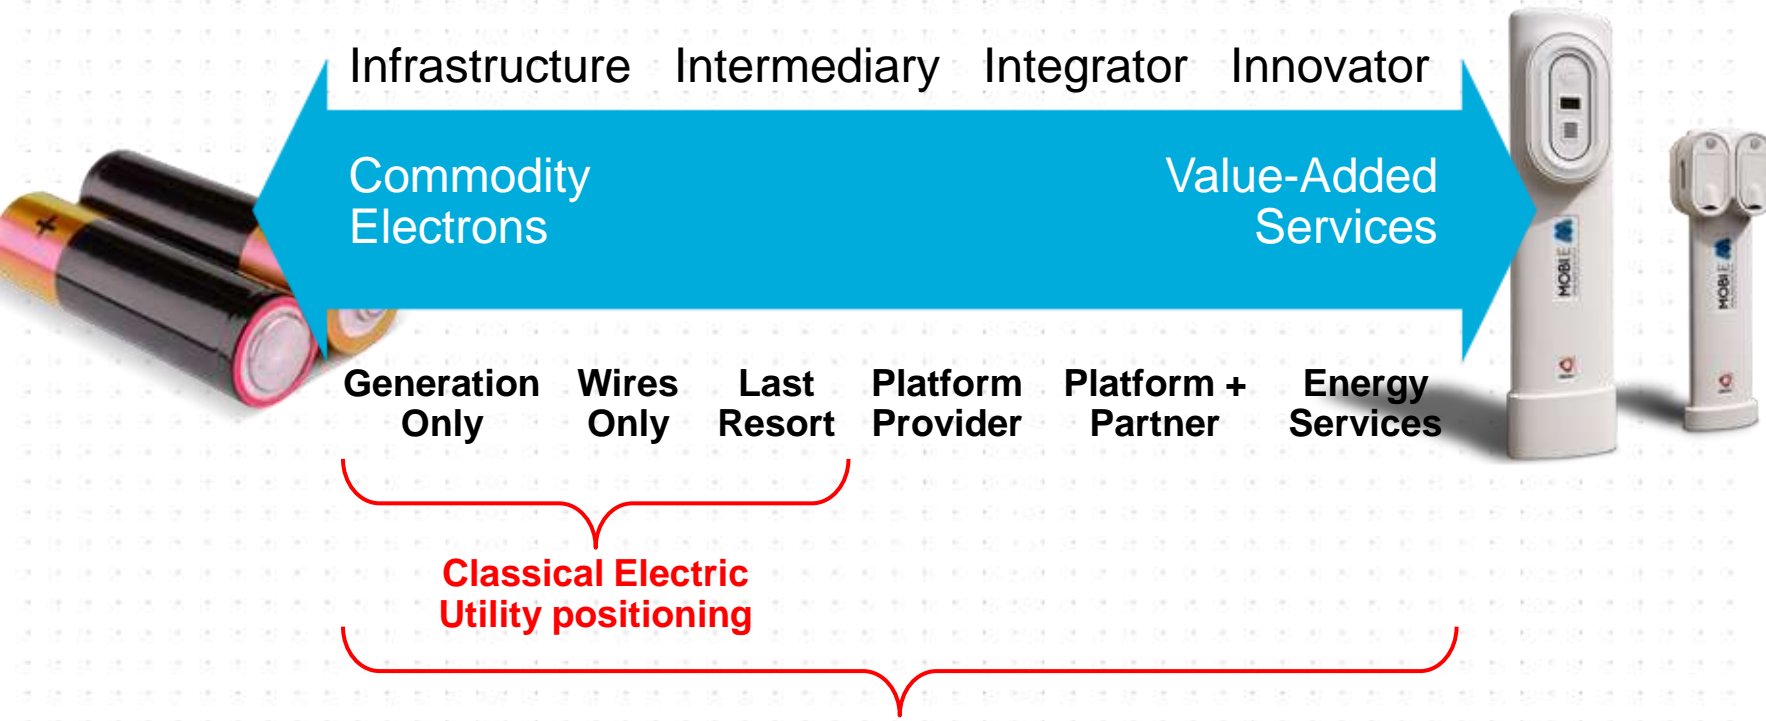 Infrastructure Intermediary Integrator Innovator
Commodity
Electrons
Value-Added
Services
Generation
Only
Wires
Only
Last
Resort
Platform
Provider
Platform +
Partner
Energy
Services
Classical Electric
Utility positioning
+
MOBI.E
MOBI.E